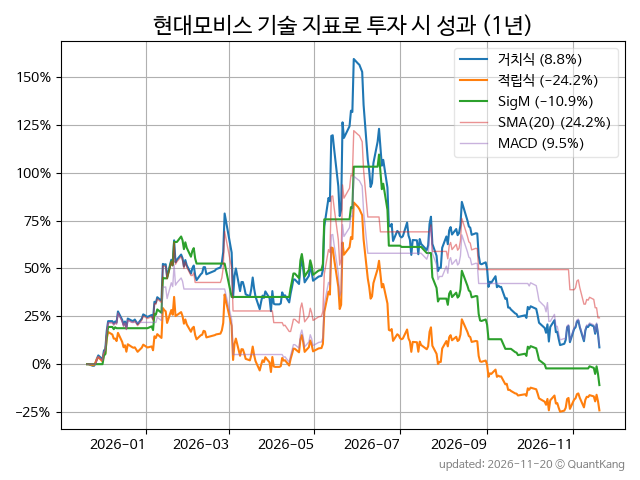 현대모비스 기술 지표로 투자 시 성과 (1년)
거치식 (8.8%)
적립식 (−24.2%)
SigM (−10.9%)
SMA(20) (24.2%)
MACD (9.5%)
150%
125%
100%
75%
50%
25%
0%
−25%
2026-01
2026-03
2026-05
2026-07
2026-09
2026-11
updated: 2026-11-20 © QuantKang